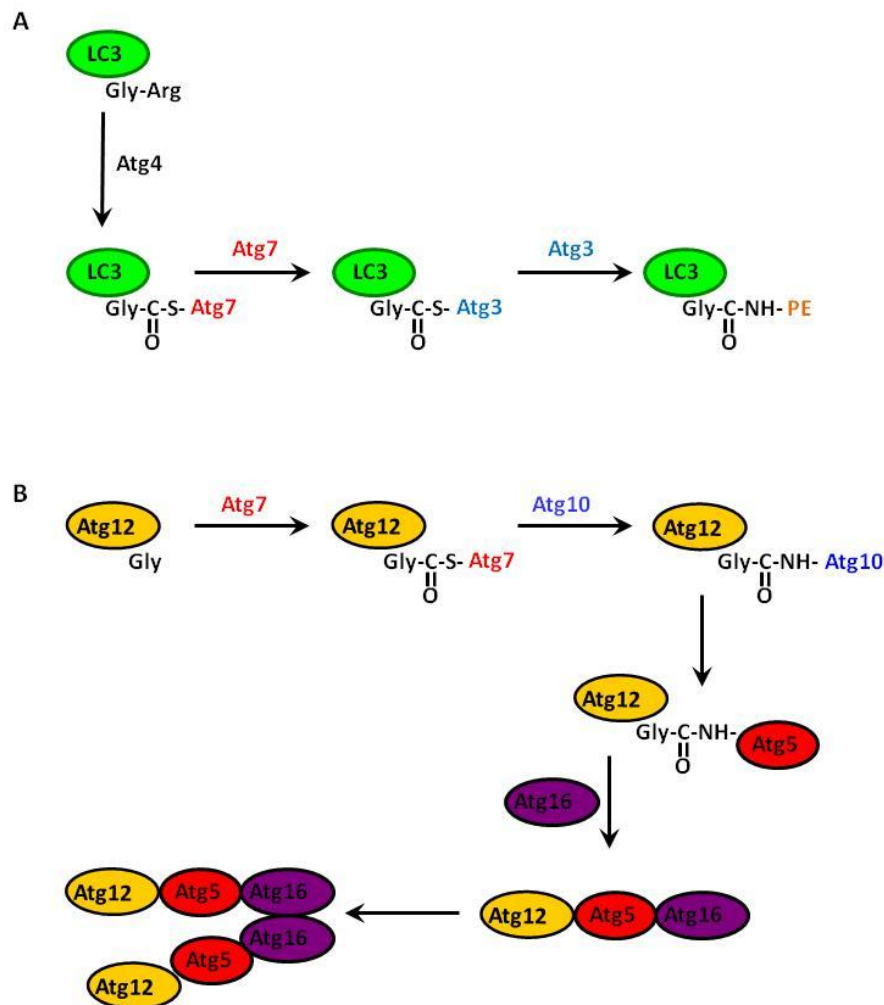 A
LC3
Gly-Arg
Atg4
Atg7 Atg3
LC3 LC3 LC3
Gly-C-S- Atg7 Gly-C-S- Atg3 Gly-C-NH- PE
O O O
B
Atg7 Atg10
Atg12 Atg12 Atg12
Gly Gly-C-S- Atg7 Gly-C-NH- Atg10
O O
Atg12
Gly-C-NH- Atg5
O
Atg16
Atg12 Atg5 Atg16
Atg12 Atg5 Atg16
Atg16
Atg5
Atg12